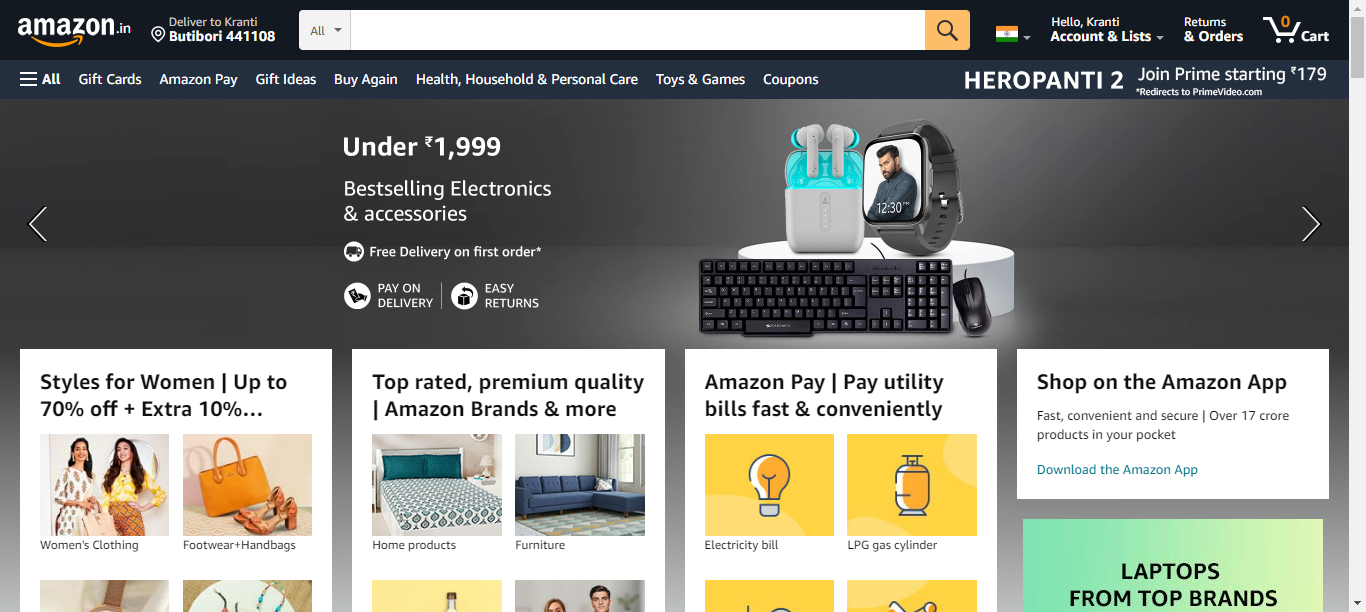 amazon.in
Deliver to Kranti
Butibori 441108
All
Hello, Kranti
Account & Lists
Returns
& Orders
0
Cart
All
Gift Cards
Amazon Pay
Gift Ideas
Buy Again
Health, Household & Personal Care
Toys & Games
Coupons
HEROPANTI 2
Join Prime starting ₹179
*Redirects to PrimeVideo.com
Under ₹1,999
Bestselling Electronics
& accessories
Free Delivery on first order*
PAY ON
DELIVERY
EASY
RETURNS
12:30 PM
Styles for Women | Up to
70% off + Extra 10%...
Women's Clothing
Footwear+Handbags
Top rated, premium quality
| Amazon Brands & more
Home products
Furniture
Amazon Pay | Pay utility
bills fast & conveniently
Electricity bill
LPG gas cylinder
Shop on the Amazon App
Fast, convenient and secure | Over 17 crore
products in your pocket
Download the Amazon App
LAPTOPS
FROM TOP BRANDS